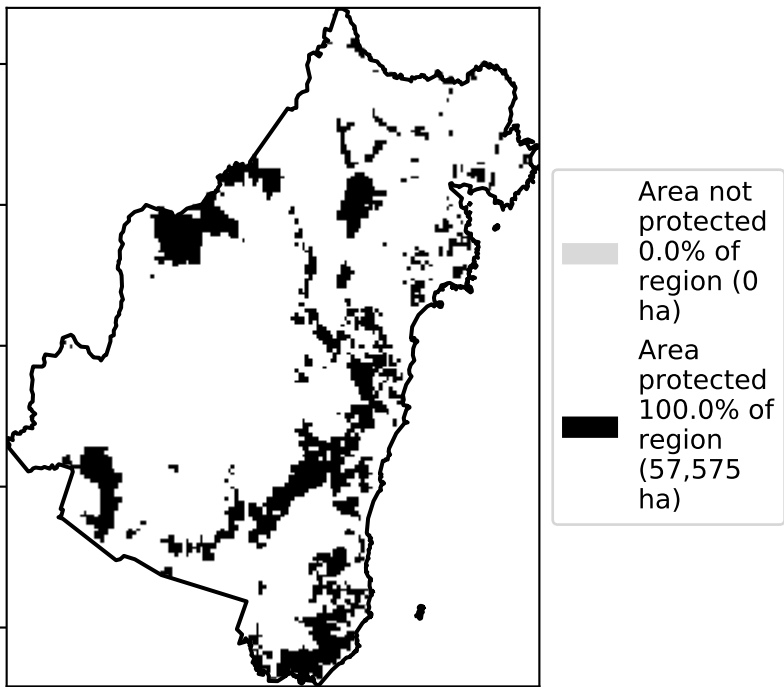 Area not
protected
0.0% of
region (0
ha)
Area
protected
100.0% of
region
(57,575
ha)